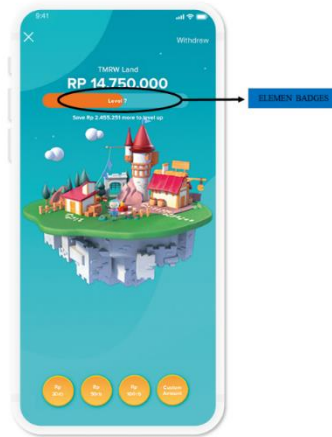 9:41
Withdrew
TMRW Land
RP 14.750.000
Level 7
Save Rp 2.455.251 more to level up
ELEMEN BADGES
Rp
Rp
Rp
Custom
Amount